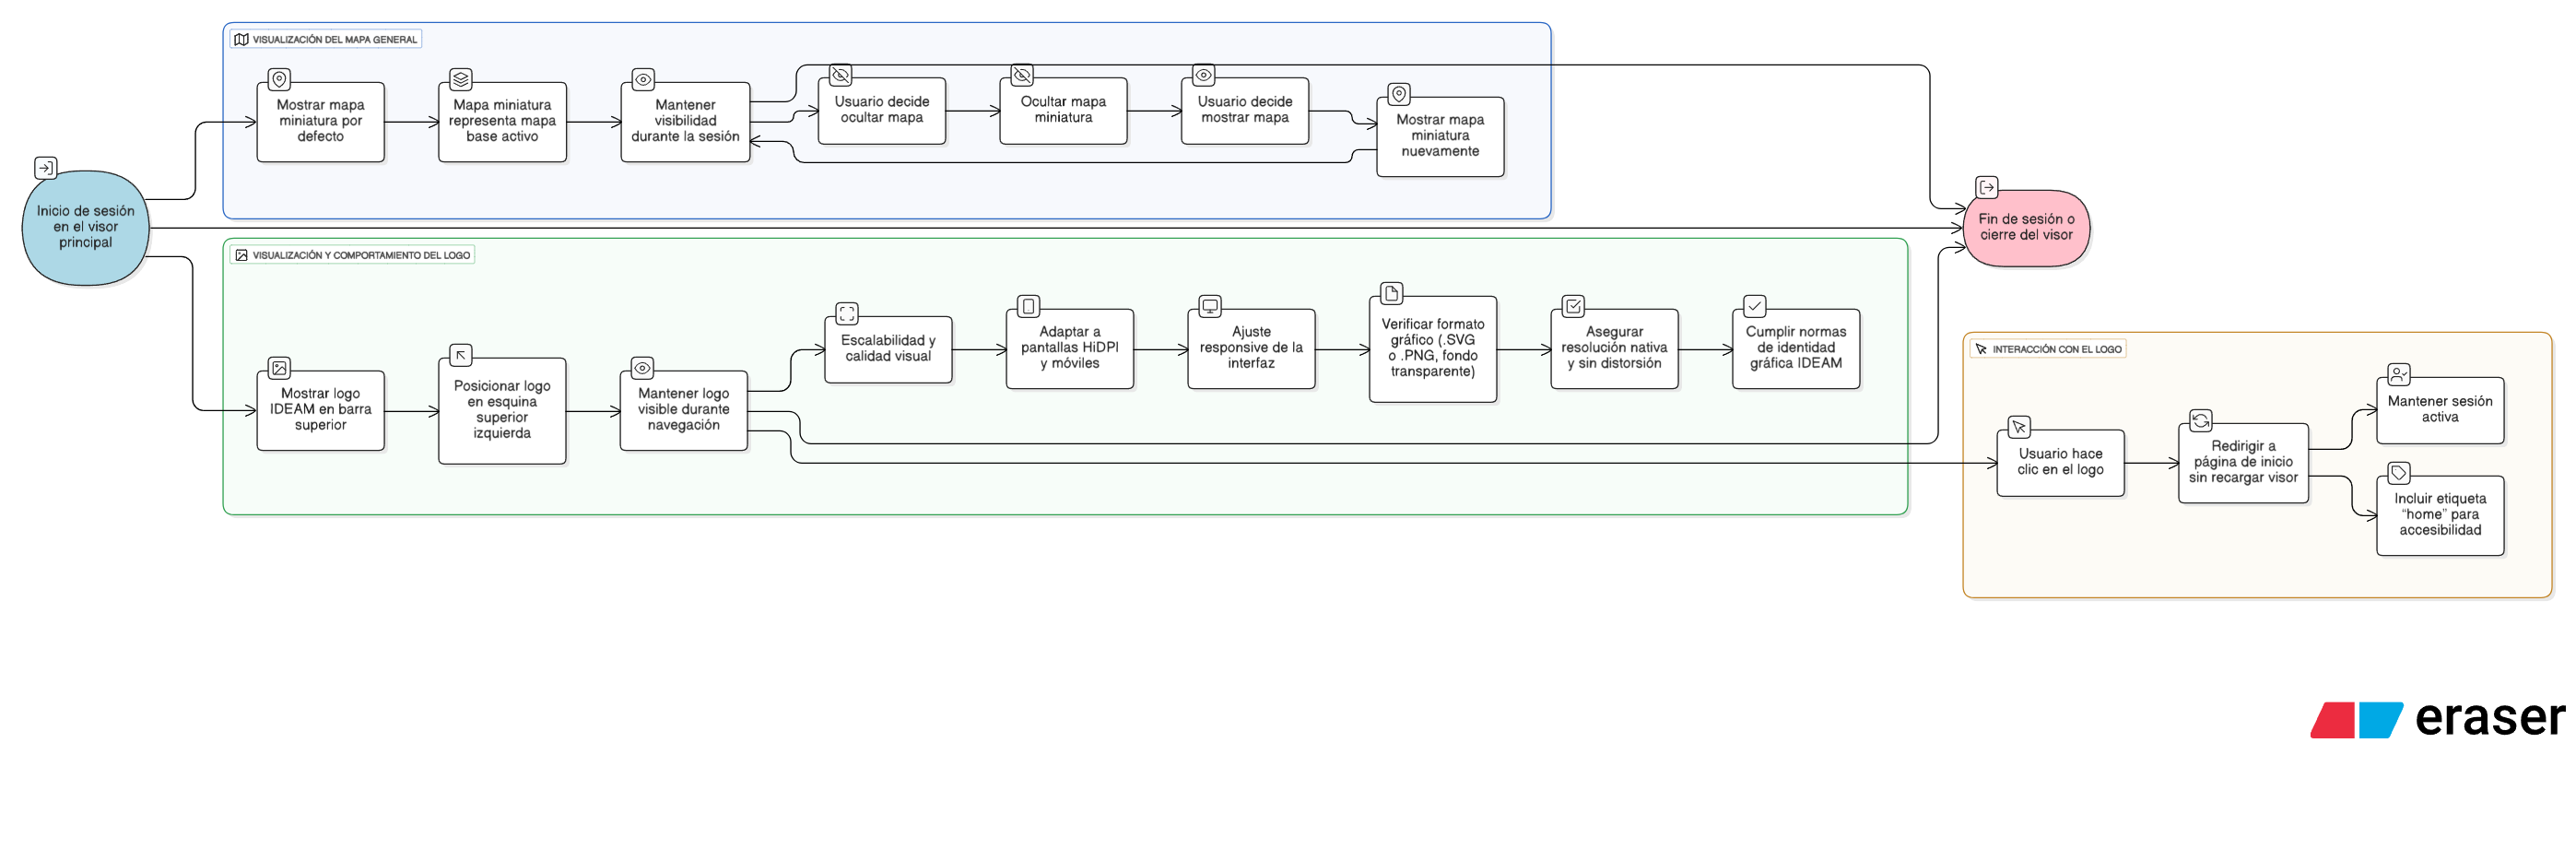 VISUALIZACIÓN DEL MAPA GENERAL
Mostrar mapa
miniatura por
defecto
Mapa miniatura
representa mapa
base activo
Mantener
visibilidad
durante la sesión
Usuario decide
ocultar mapa
Ocultar mapa
miniatura
Usuario decide
mostrar mapa
Mostrar mapa
miniatura
nuevamente
Inicio de sesión
en el visor
principal
Fin de sesión o
cierre del visor
VISUALIZACIÓN Y COMPORTAMIENTO DEL LOGO
Mostrar logo
IDEAM en barra
superior
Posicionar logo
en esquina
superior
izquierda
Mantener logo
visible durante
navegación
Escalabilidad y
calidad visual
Adaptar a
pantallas HiDPI
y móviles
Ajuste
responsive de la
interfaz
Verificar formato
gráfico (.SVG
o .PNG, fondo
transparente)
Asegurar
resolución nativa
y sin distorsión
Cumplir normas
de identidad
gráfica IDEAM
INTERACCIÓN CON EL LOGO
Usuario hace
clic en el logo
Redirigir a
página de inicio
sin recargar visor
Mantener sesión
activa
Incluir etiqueta
“home” para
accesibilidad
eraser